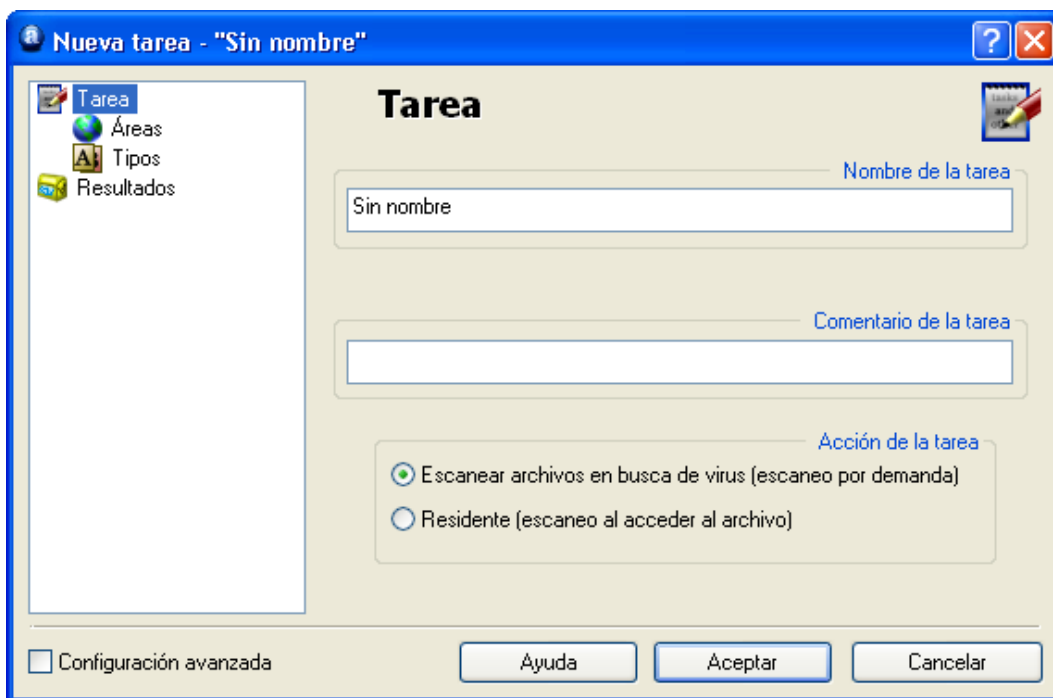 Nueva tarea - "Sin nombre"
Tarea
Áreas
Tipos
Resultados
Tarea
Nombre de la tarea
Sin nombre
Comentario de la tarea
Acción de la tarea
Escanear archivos en busca de virus (escaneo por demanda)
Residente (escaneo al acceder al archivo)
Configuración avanzada
Ayuda
Aceptar
Cancelar